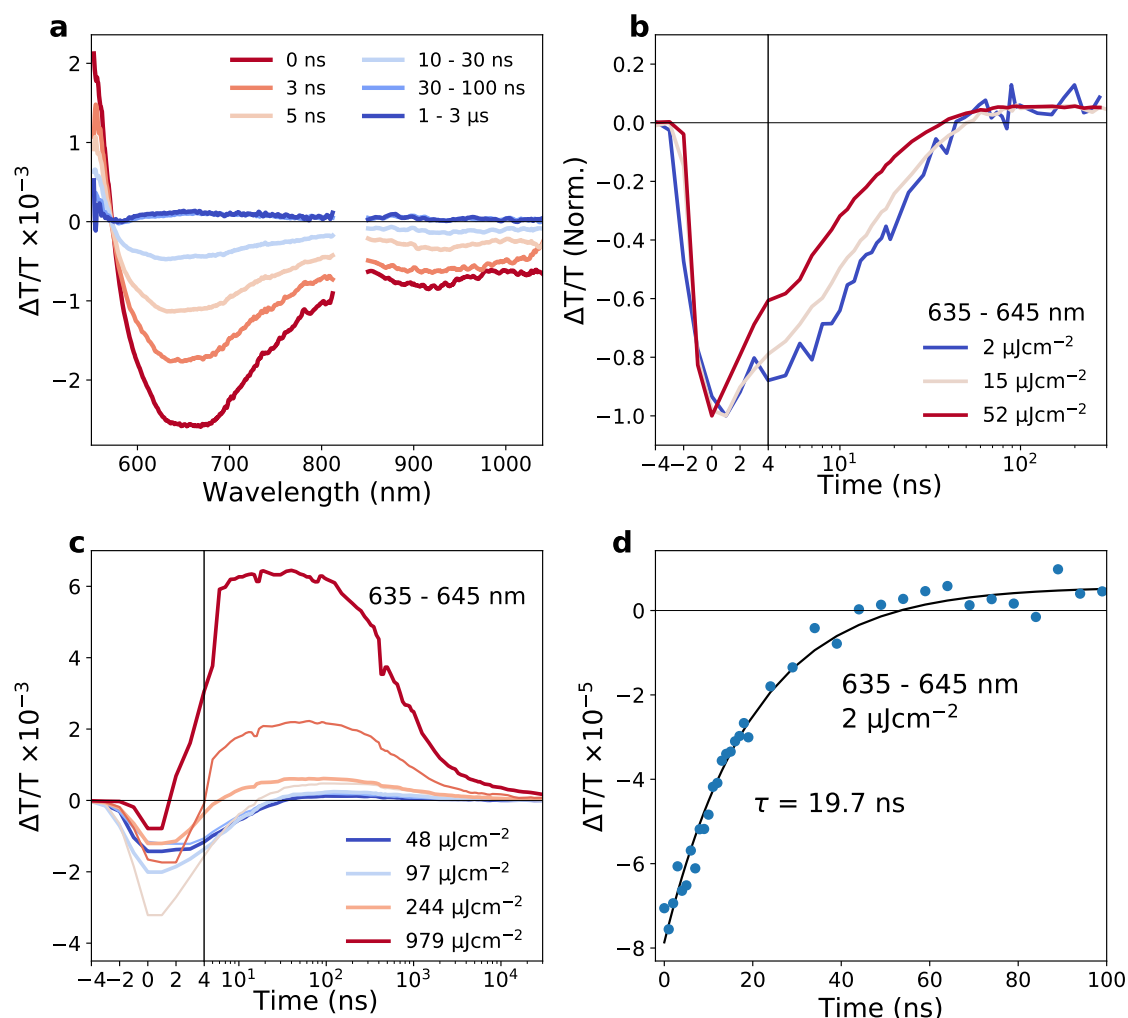 a
ΔT/T ×10⁻³
2
1
0
−1
−2
0 ns
3 ns
5 ns
10 - 30 ns
30 - 100 ns
1 - 3 µs
600 700 800 900 1000
Wavelength (nm)
b
ΔT/T (Norm.)
0.2
0.0
−0.2
−0.4
−0.6
−0.8
−1.0
635 - 645 nm
2 µJcm⁻²
15 µJcm⁻²
52 µJcm⁻²
−4 −2 0 2 4 10¹ 10²
Time (ns)
c
ΔT/T ×10⁻³
6
4
2
0
−2
−4
635 - 645 nm
48 µJcm⁻²
97 µJcm⁻²
244 µJcm⁻²
979 µJcm⁻²
−4 −2 0 2 4 10¹ 10² 10³ 10⁴
Time (ns)
d
ΔT/T ×10⁻⁵
0
−2
−4
−6
−8
635 - 645 nm
2 µJcm⁻²
τ = 19.7 ns
0 20 40 60 80 100
Time (ns)